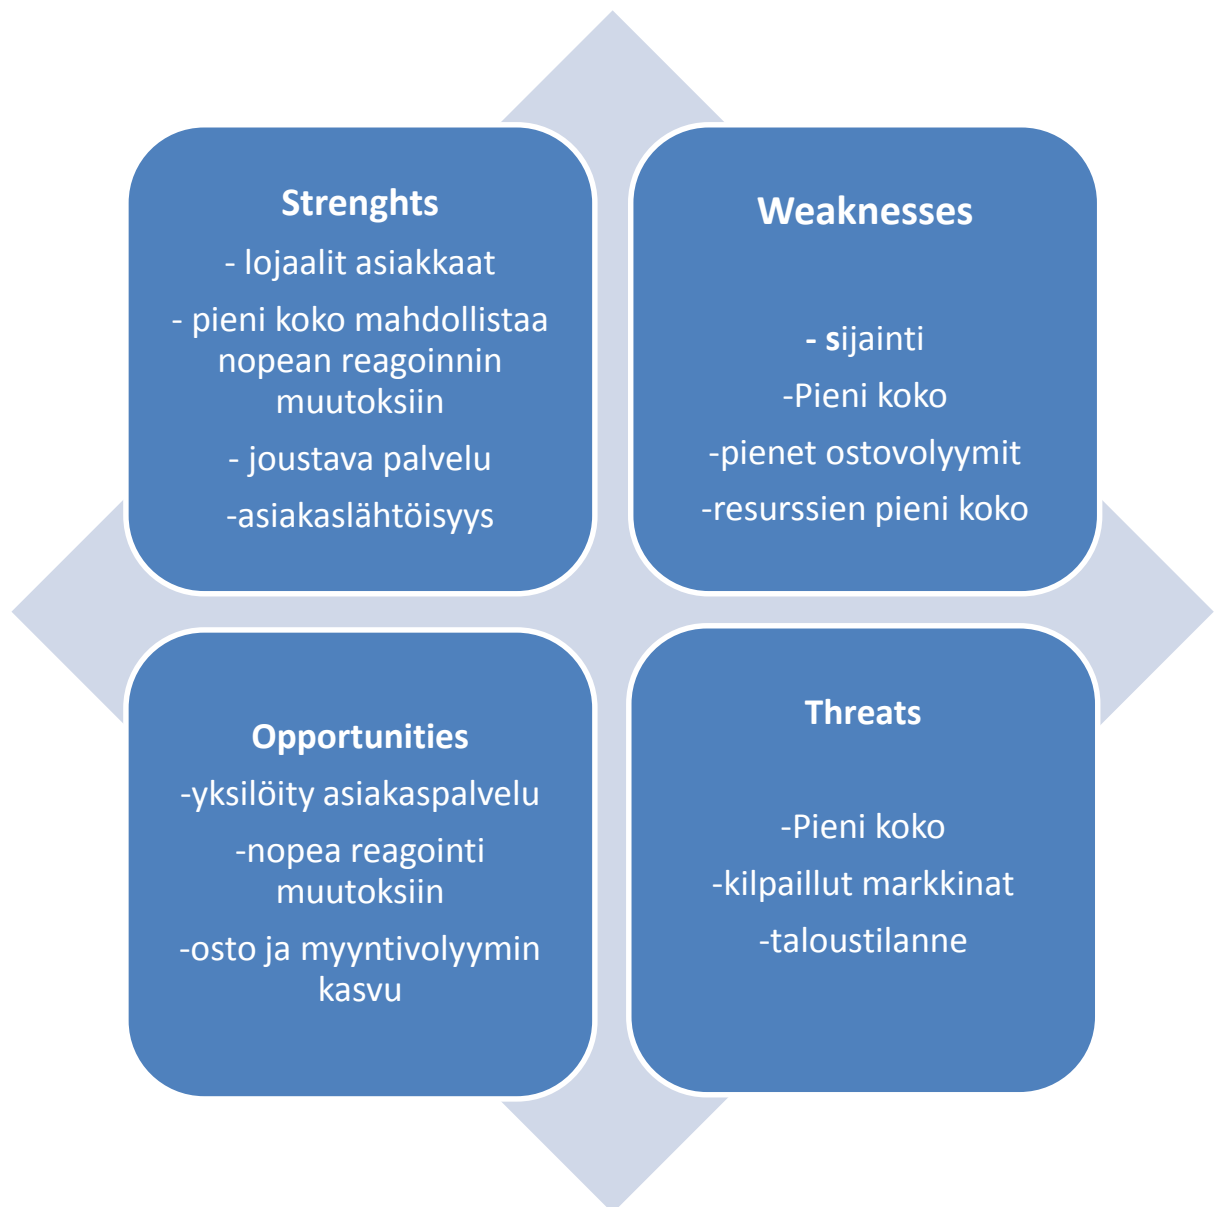 Strenghts
- lojaalit asiakkaat
- pieni koko mahdollistaa
nopean reagoinnin
muutoksiin
- joustava palvelu
-asiakaslähtöisyys
Weaknesses
- sijainti
-Pieni koko
-pienet ostovolyymit
-resurssien pieni koko
Opportunities
-yksilöity asiakaspalvelu
-nopea reagointi
muutoksiin
-osto ja myyntivolyymin
kasvu
Threats
-Pieni koko
-kilpaillut markkinat
-taloustilanne